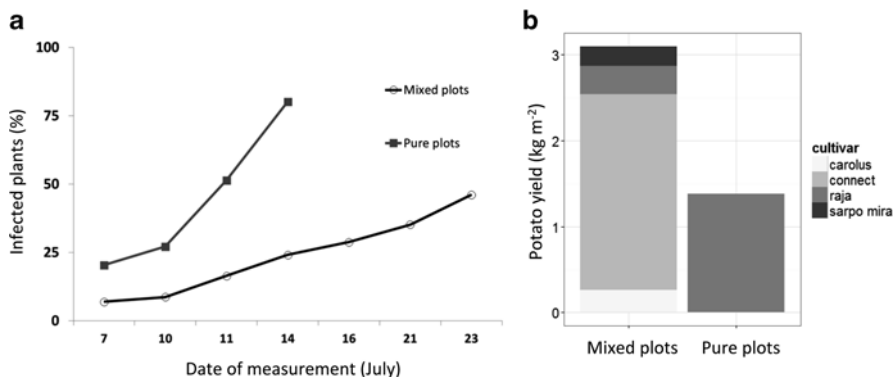 a
100
75
50
25
0
Infected plants (%)
Mixed plots
Pure plots
7 10 11 14 16 21 23
Date of measurement (July)
b
3
2
1
0
Potato yield (kg m⁻²)
Mixed plots Pure plots
cultivar
carolus
connect
raja
sarpo mira